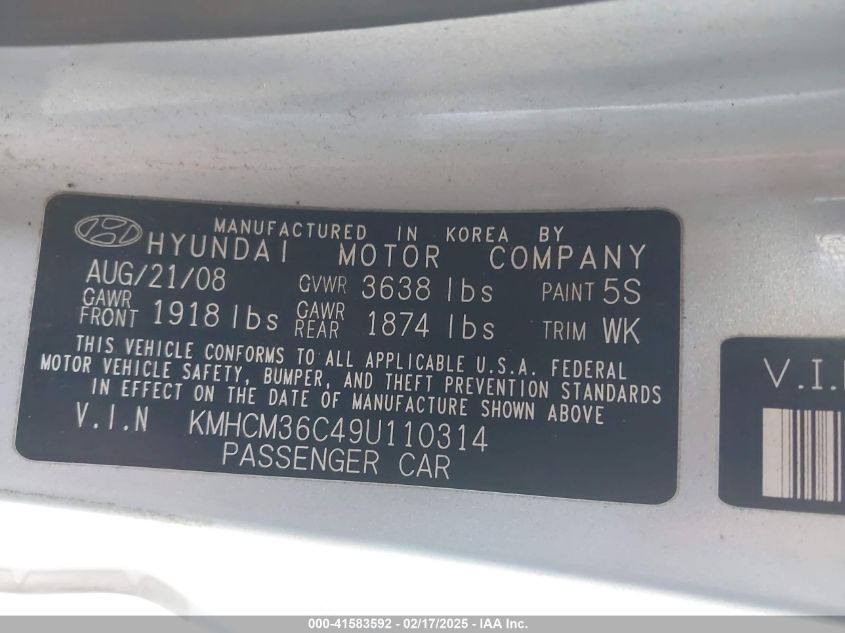 MANUFACTURED IN KOREA BY
HYUNDAI MOTOR COMPANY
AUG/21/08 GVWR 3638 lbs PAINT 5S
GAWR FRONT 1918 lbs GAWR REAR 1874 lbs TRIM WK
THIS VEHICLE CONFORMS TO ALL APPLICABLE U.S.A. FEDERAL
MOTOR VEHICLE SAFETY, BUMPER, AND THEFT PREVENTION STANDARDS
IN EFFECT ON THE DATE OF MANUFACTURE SHOWN ABOVE
V.I.N KMHCM36C49U110314
PASSENGER CAR
V.I.
000-41583592 - 02/17/2025 - IAA Inc.